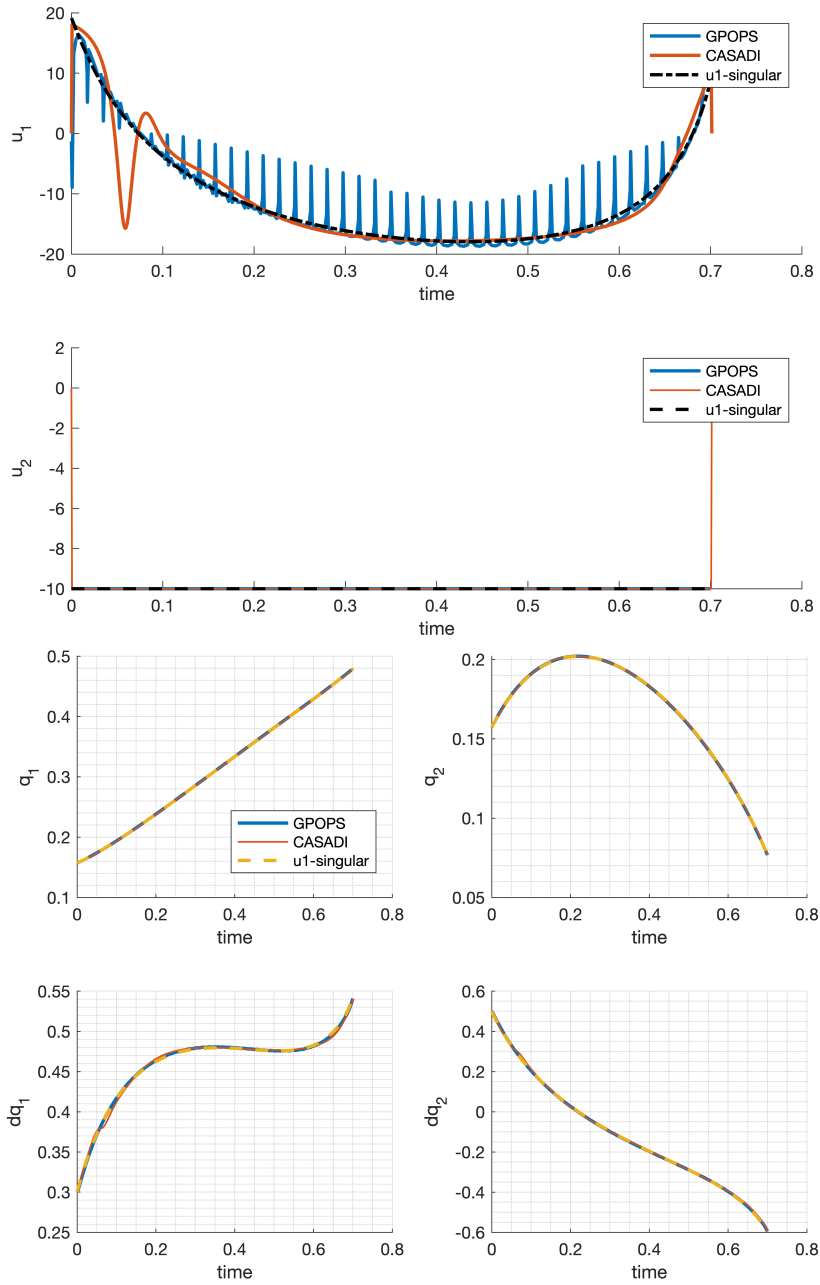 20
10
0
-10
-20
u1
GPOPS
CASADI
u1-singular
0 0.1 0.2 0.3 0.4 0.5 0.6 0.7 0.8
time
2
0
-2
-4
-6
-8
-10
u2
GPOPS
CASADI
u1-singular
0 0.1 0.2 0.3 0.4 0.5 0.6 0.7 0.8
time
0.5
0.4
0.3
0.2
0.1
q1
GPOPS
CASADI
u1-singular
0 0.2 0.4 0.6 0.8
time
0.2
0.15
0.1
0.05
q2
0 0.2 0.4 0.6 0.8
time
0.55
0.5
0.45
0.4
0.35
0.3
0.25
dq1
0 0.2 0.4 0.6 0.8
time
0.6
0.4
0.2
0
-0.2
-0.4
-0.6
dq2
0 0.2 0.4 0.6 0.8
time